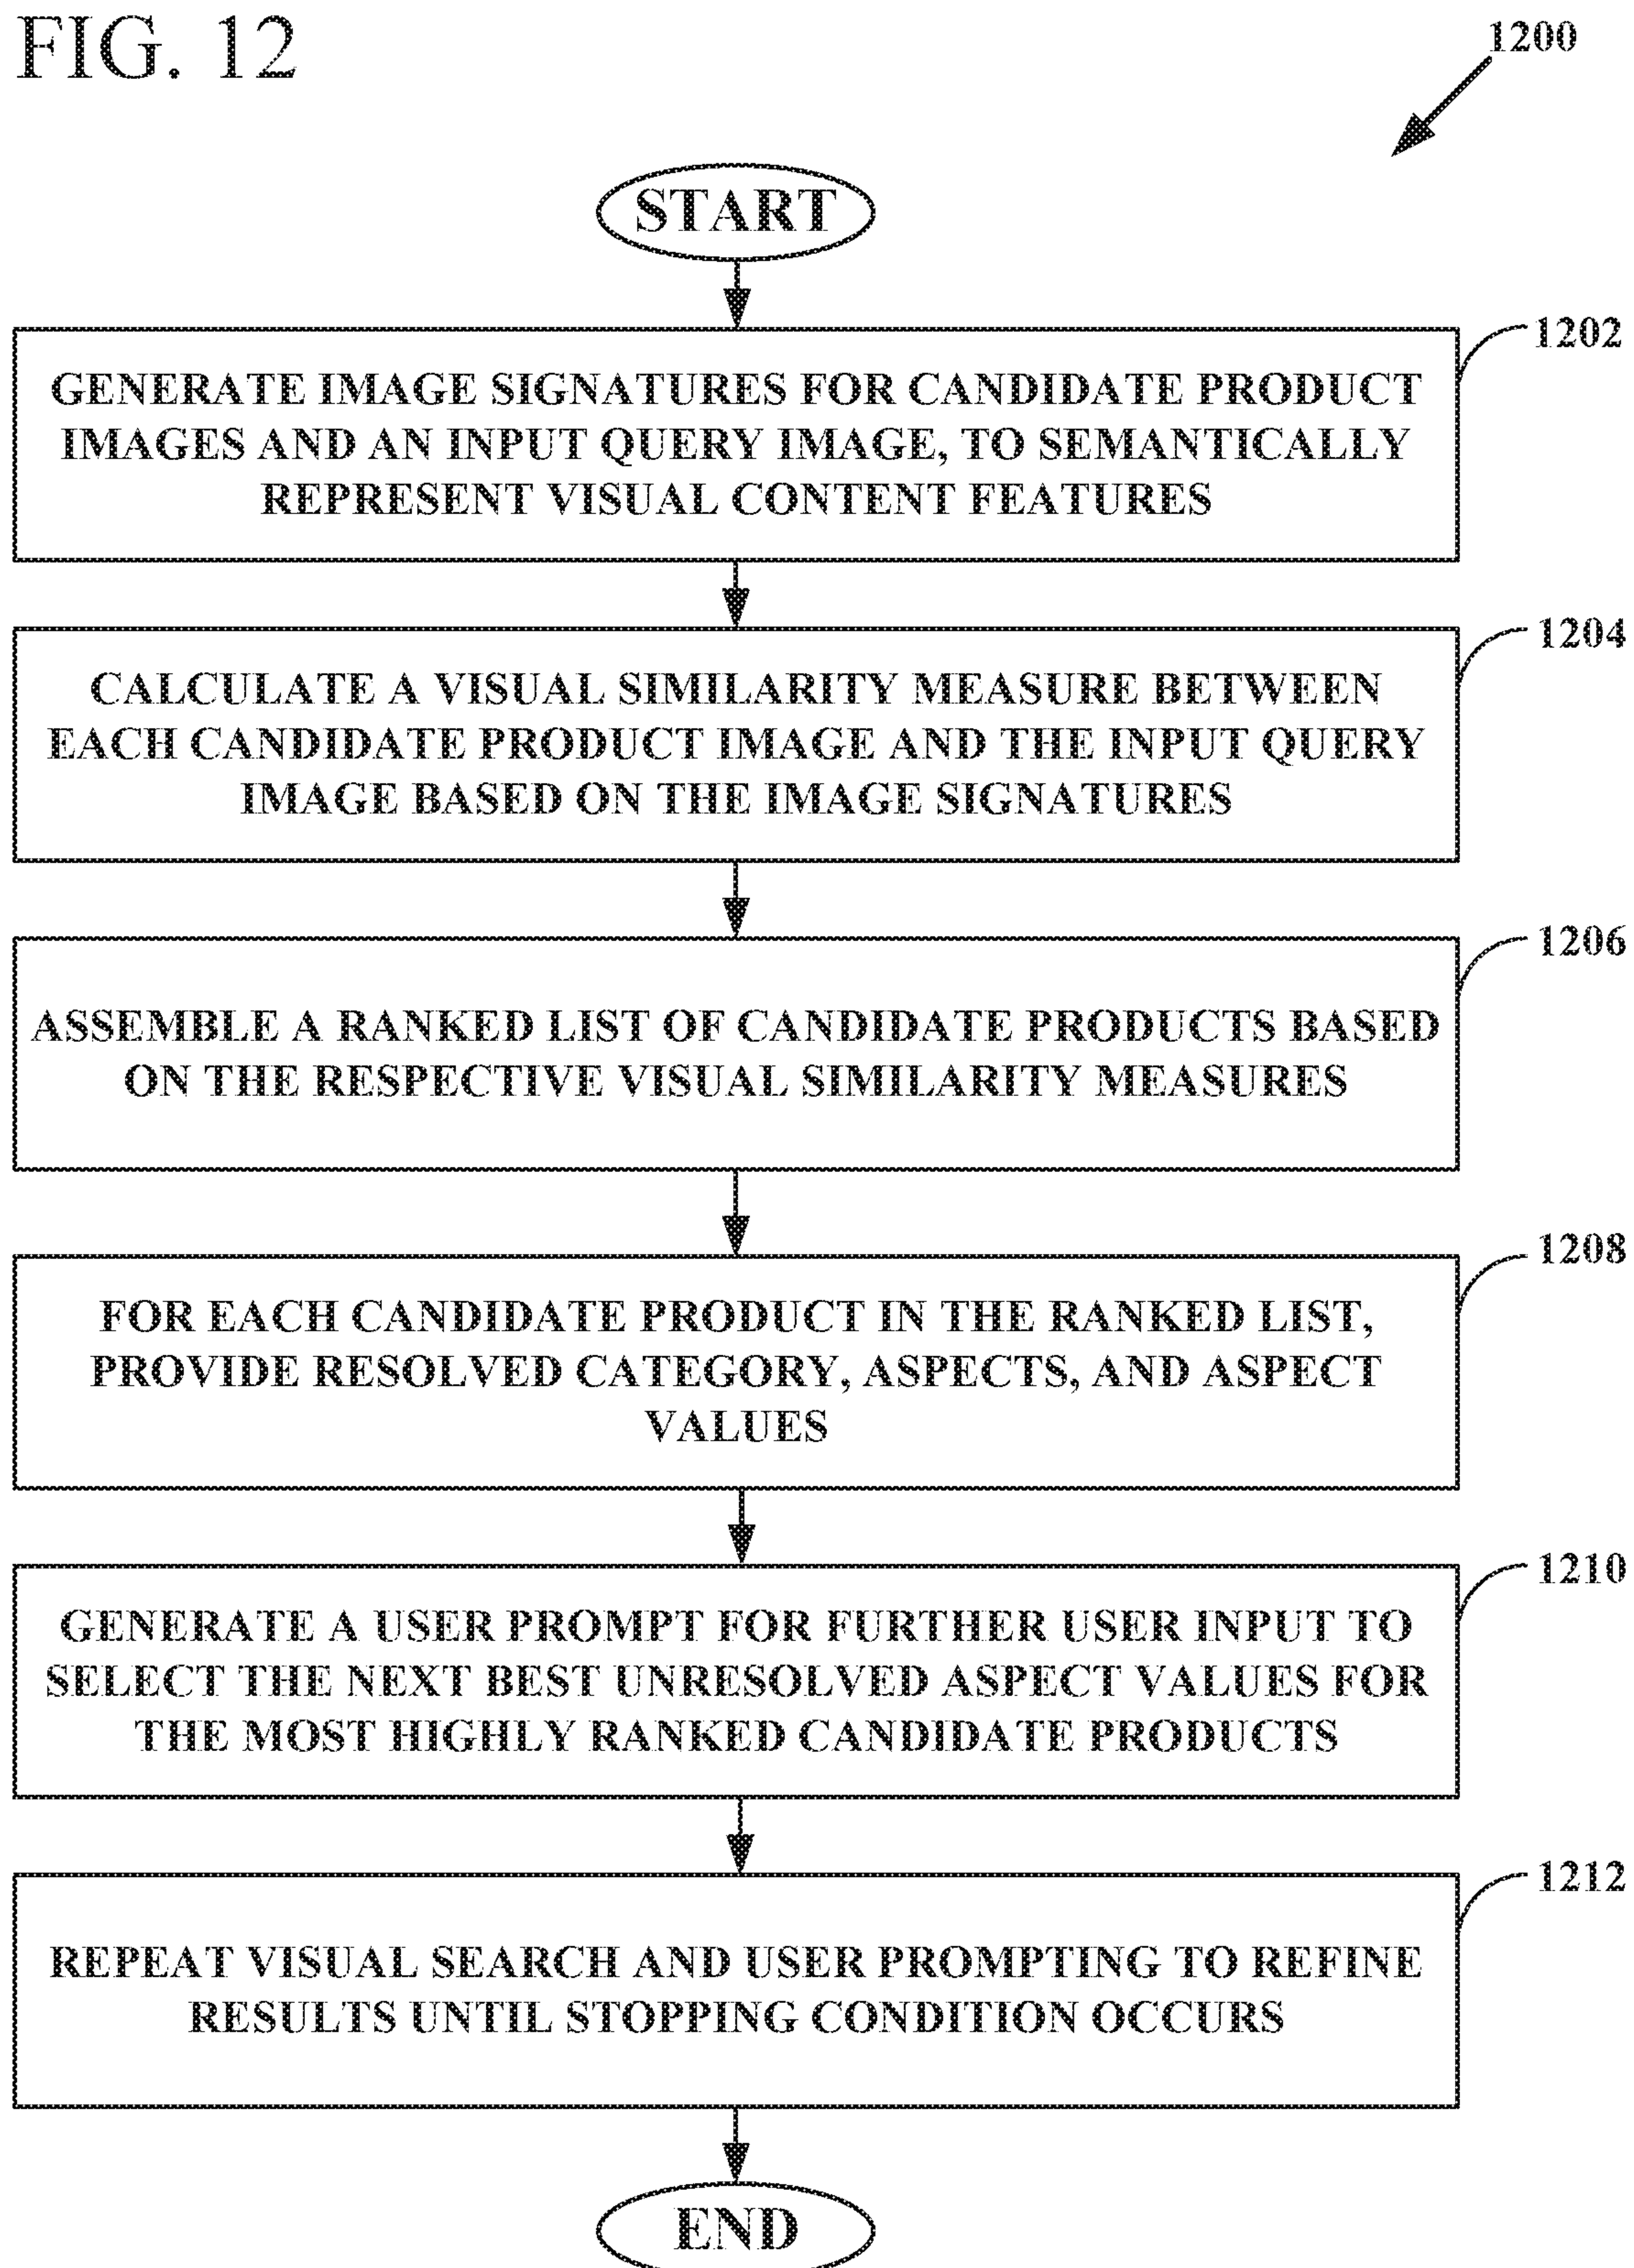 FIG. 12
1200
START
1202
GENERATE IMAGE SIGNATURES FOR CANDIDATE PRODUCT
IMAGES AND AN INPUT QUERY IMAGE, TO SEMANTICALLY
REPRESENT VISUAL CONTENT FEATURES
1204
CALCULATE A VISUAL SIMILARITY MEASURE BETWEEN
EACH CANDIDATE PRODUCT IMAGE AND THE INPUT QUERY
IMAGE BASED ON THE IMAGE SIGNATURES
1206
ASSEMBLE A RANKED LIST OF CANDIDATE PRODUCTS BASED
ON THE RESPECTIVE VISUAL SIMILARITY MEASURES
1208
FOR EACH CANDIDATE PRODUCT IN THE RANKED LIST,
PROVIDE RESOLVED CATEGORY, ASPECTS, AND ASPECT
VALUES
1210
GENERATE A USER PROMPT FOR FURTHER USER INPUT TO
SELECT THE NEXT BEST UNRESOLVED ASPECT VALUES FOR
THE MOST HIGHLY RANKED CANDIDATE PRODUCTS
1212
REPEAT VISUAL SEARCH AND USER PROMPTING TO REFINE
RESULTS UNTIL STOPPING CONDITION OCCURS
END